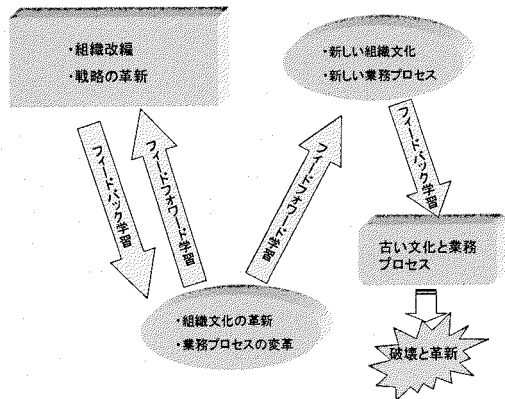 ・組織改編
・戦略の革新
・新しい組織文化
・新しい業務プロセス
フィードバック学習
フィードフォワード学習
フィードフォワード学習
フィードバック学習
古い文化と業務
プロセス
・組織文化の革新
・業務プロセスの変革
破壊と革新